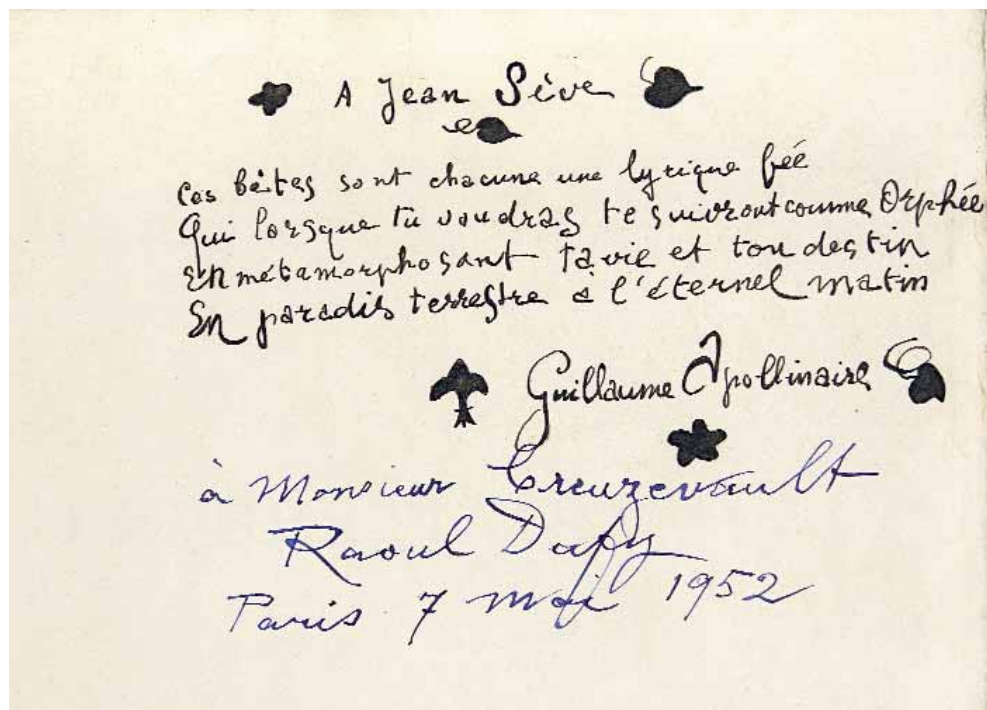 A Jean Sève
Ces bêtes sont chacune une lyrique fée
Qui lorsque tu voudras te suivront comme Orphée
En métamorphosant ta vie et ton destin
En paradis terrestre à l'éternel matin
Guillaume Apollinaire
à Monsieur Creuzevault
Raoul Dufy
Paris 7 mai 1952